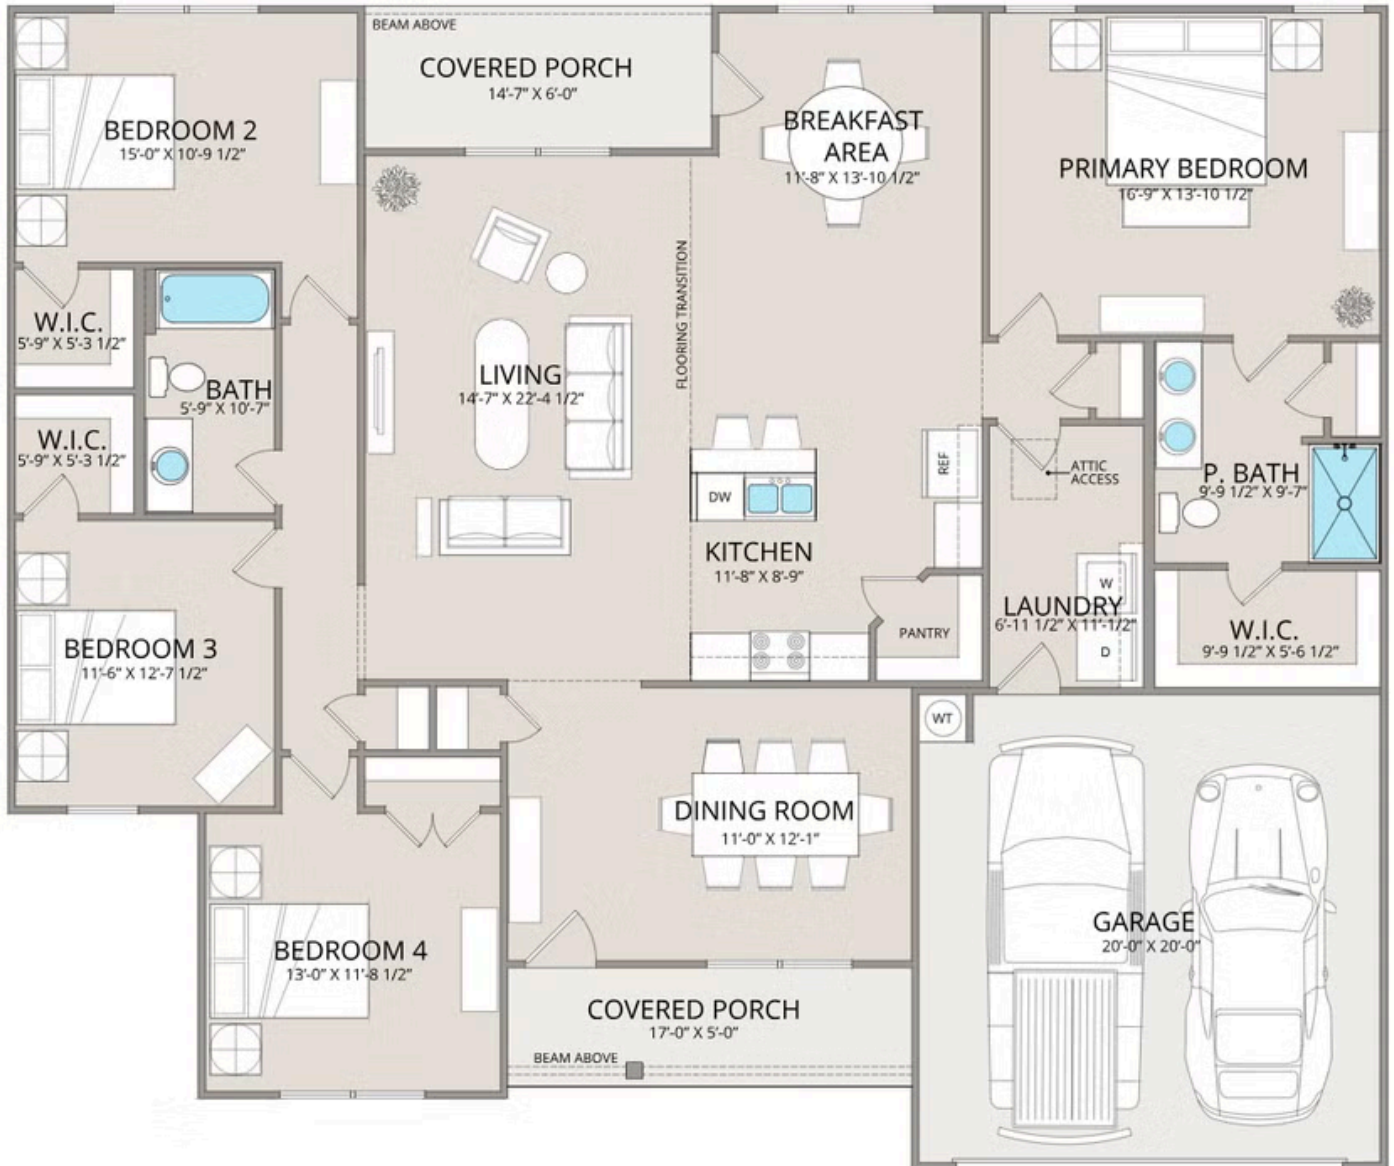 BEAM ABOVE
COVERED PORCH
14'-7" X 6'-0"
BEDROOM 2
15'-0" X 10'-9 1/2"
BREAKFAST
AREA
11'-8" X 13'-10 1/2"
PRIMARY BEDROOM
16'-9" X 13'-10 1/2"
FLOORING TRANSITION
W.I.C.
5'-9" X 5'-3 1/2"
BATH
5'-9" X 10'-7"
LIVING
14'-7" X 22'-4 1/2"
W.I.C.
5'-9" X 5'-3 1/2"
REF
ATTIC
ACCESS
P. BATH
9'-9 1/2" X 9'-7"
DW
KITCHEN
11'-8" X 8'-9"
W
LAUNDRY
6'-11 1/2" X 11'-1/2"
D
PANTRY
W.I.C.
9'-9 1/2" X 5'-6 1/2"
BEDROOM 3
11'-6" X 12'-7 1/2"
WT
DINING ROOM
11'-0" X 12'-1"
GARAGE
20'-0" X 20'-0"
BEDROOM 4
13'-0" X 11'-8 1/2"
COVERED PORCH
17'-0" X 5'-0"
BEAM ABOVE